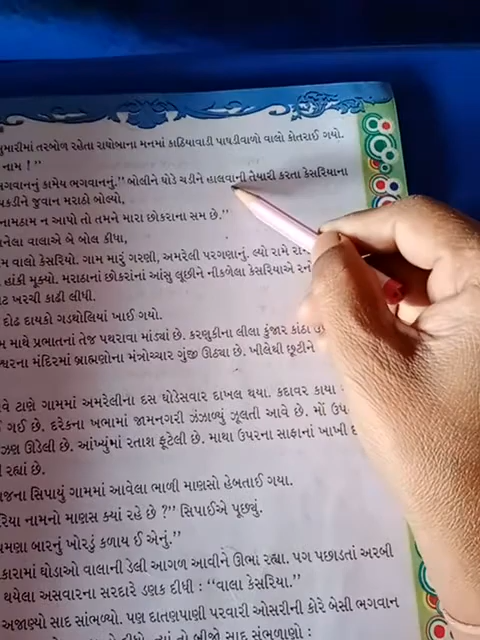 ખુમારીમાં તરબોળ રહેતા રાઘોબાના મનમાં કાઠિયાવાડી પાઘડીવાળો વાલો કોતરાઈ ગયો.
નામ !"
ભગવાનનું કામેય ભગવાનનું." બોલીને ઘોડે ચડીને હાલવાની તૈયારી કરતા કેસરિયાના
પકડીને જુવાન મરાઠો બોલ્યો,
નામઠામ ન આપો તો તમને મારા છોકરાના સમ છે."
વાલાએ બે બોલ કીધા,
વાલો કેસરિયો. ગામ મારું ગરણી, અમરેલી પરગણાનું. લ્યો રામે
હાંકી મૂક્યો. મરાઠાનાં છોકરાંનાં આંસુ લૂછીને નીકળેલા કેસરિયાએ
ખરચી કાઢી લીધી.
દોઢ દાયકો ગડથોલિયાં ખાઈ ગયો.
માથે પ્રભાતનાં તેજ પથરાવા માંડ્યાં છે. કરણુકીના લીલા કુંજાર કાંઠા
મંદિરમાં બ્રાહ્મણોના મંત્રોચ્ચાર ગુંજી ઊઠ્યા છે. ખીલેથી છૂટીને
ટાણે ગામમાં અમરેલીના દસ ઘોડેસવાર દાખલ થયા. કદાવર કાયા
ગઈ છે. દરેકના ખભામાં જામનગરી ઝંઝાળ્યું ઝૂલતી આવે છે. મોં
ઊડેલી છે. આંખ્યુંમાં રતાશ ફૂટેલી છે. માથા ઉપરના સાફાનાં ખાખી
રહ્યાં છે.
સિપાયું ગામમાં આવેલા ભાળી માણસો હેબતાઈ ગયા.
નામનો માણસ ક્યાં રહે છે ?" સિપાઈએ પૂછ્યું.
બારનું ખોરડું કળાય ઈ એનું."
ઘોડાઓ વાલાની ડેલી આગળ આવીને ઊભા રહ્યા. પગ પછાડતાં અરબી
થયેલા અસવારના સરદારે ડણક દીધી : "વાલા કેસરિયા."
અજાણ્યો સાદ સાંભળ્યો. પણ દાતણપાણી પરવારી ઓસરીની કોરે બેસી ભગવાન
ત્યાં તો બીજો સાદ સંભળાણો :